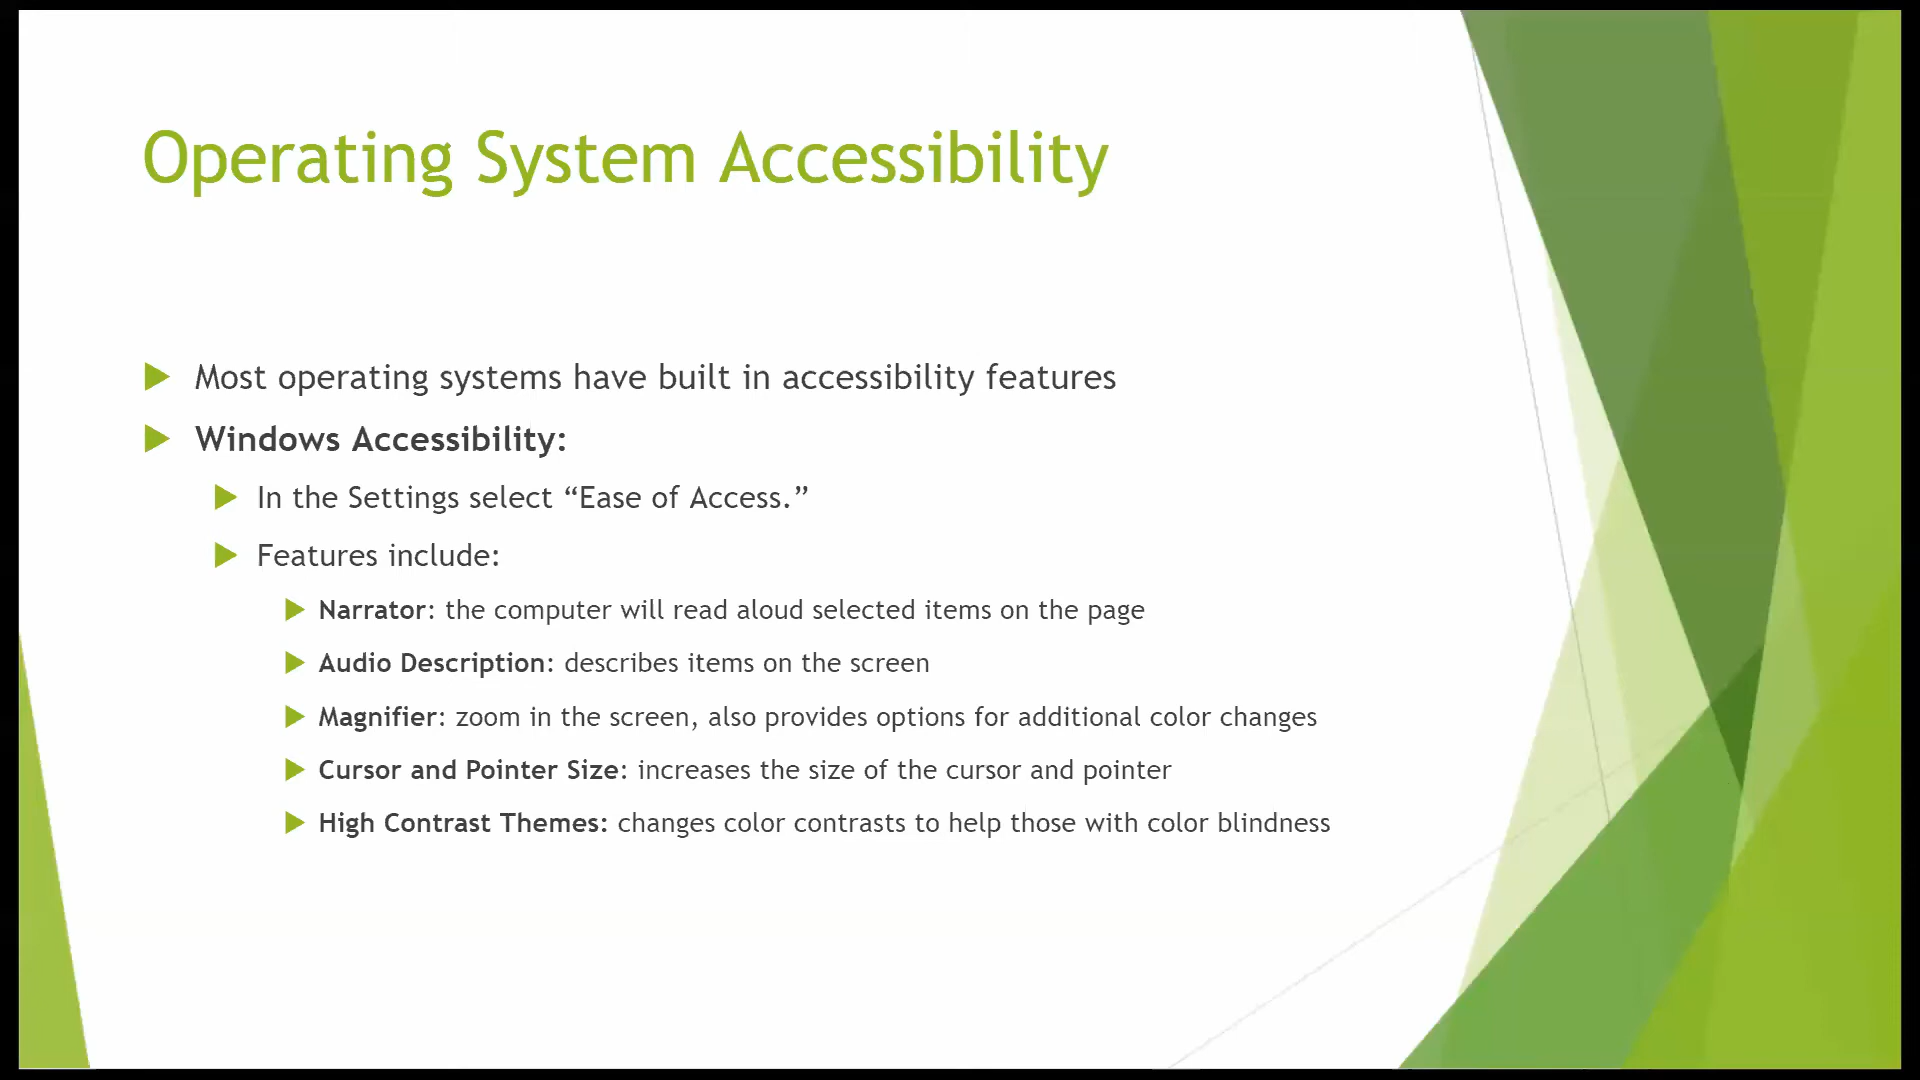 Operating System Accessibility
Most operating systems have built in accessibility features
Windows Accessibility:
In the Settings select “Ease of Access.”
Features include:
Narrator: the computer will read aloud selected items on the page
Audio Description: describes items on the screen
Magnifier: zoom in the screen, also provides options for additional color changes
Cursor and Pointer Size: increases the size of the cursor and pointer
High Contrast Themes: changes color contrasts to help those with color blindness